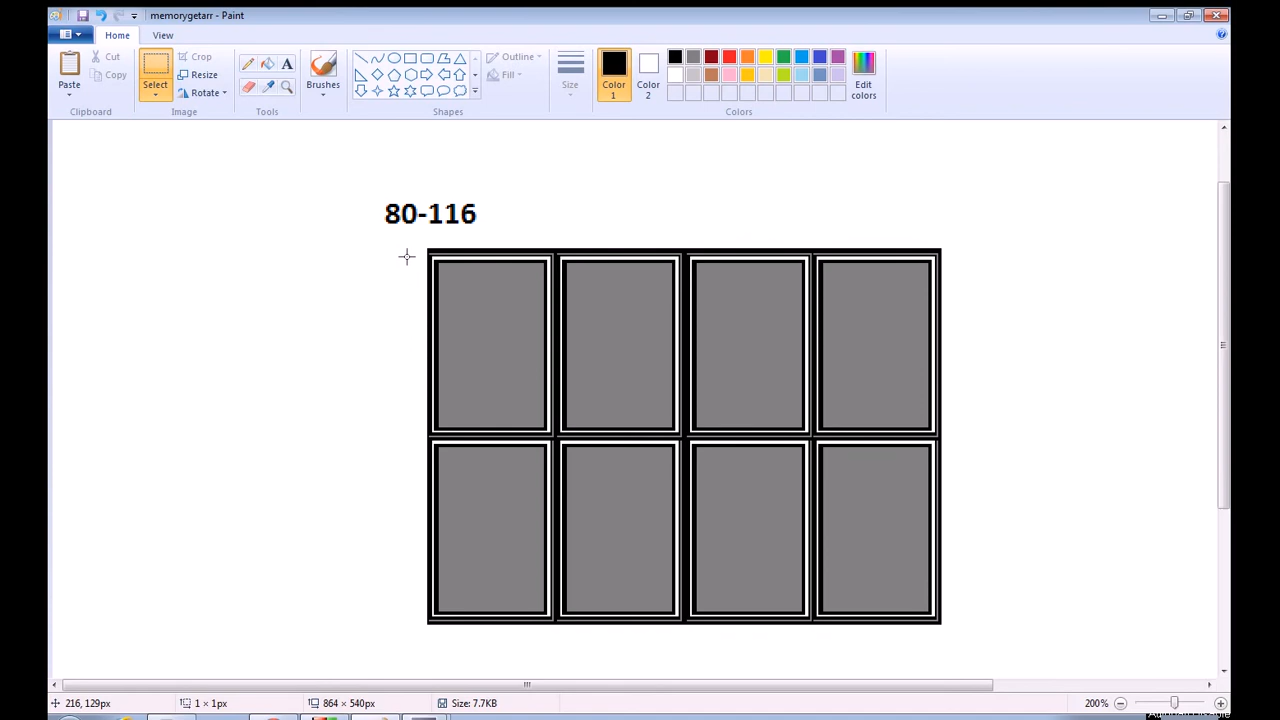 memorygetarr - Paint
Home
View
Paste
Cut
Copy
Clipboard
Select
Crop
Resize
Rotate
Image
A
Tools
Brushes
Outline
Fill
Shapes
Size
Color 1
Color 2
Edit colors
Colors
80-116
216, 129px
1 × 1px
864 × 540px
Size: 7.7KB
200%